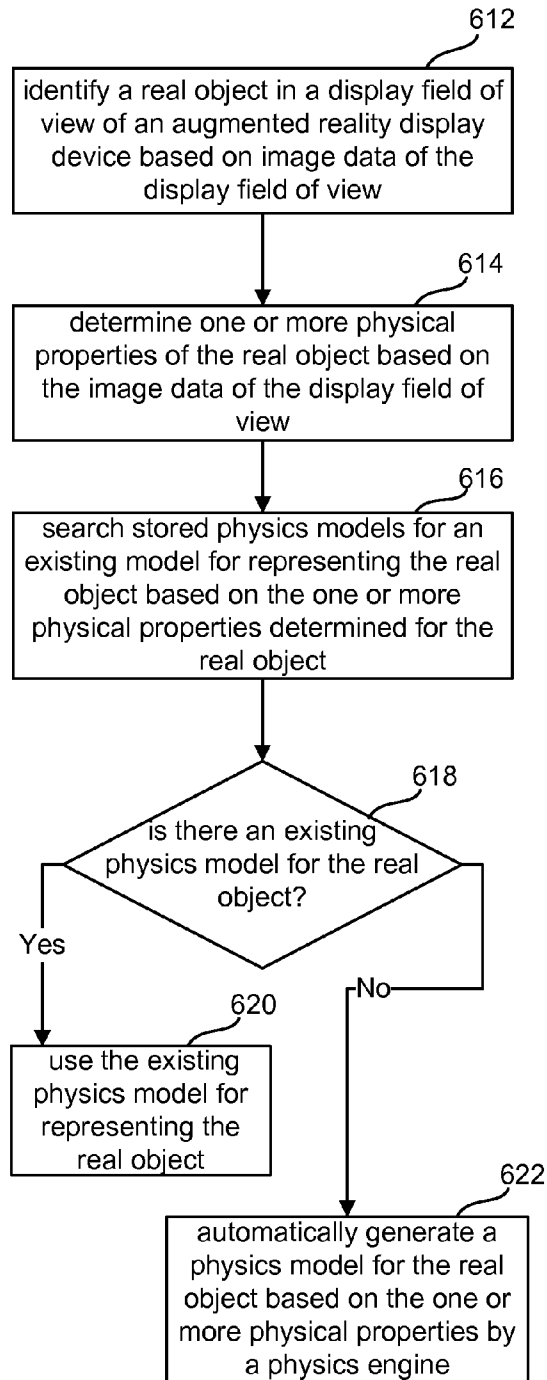 612
identify a real object in a display field of
view of an augmented reality display
device based on image data of the
display field of view
614
determine one or more physical
properties of the real object based on
the image data of the display field of
view
616
search stored physics models for an
existing model for representing the real
object based on the one or more
physical properties determined for the
real object
618
is there an existing
physics model for the real
object?
Yes
No
620
use the existing
physics model for
representing the
real object
622
automatically generate a
physics model for the real
object based on the one or
more physical properties by
a physics engine